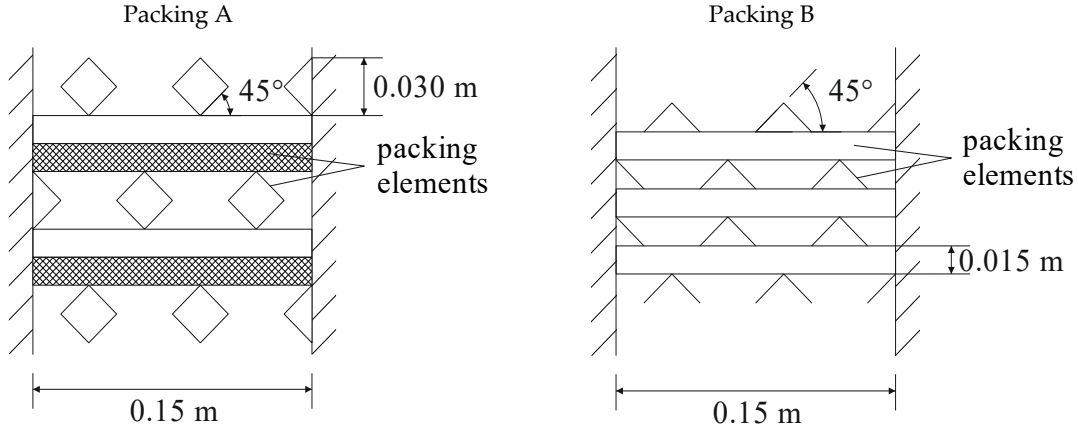 Packing A
Packing B
45°
0.030 m
packing
elements
0.15 m
45°
packing
elements
0.015 m
0.15 m